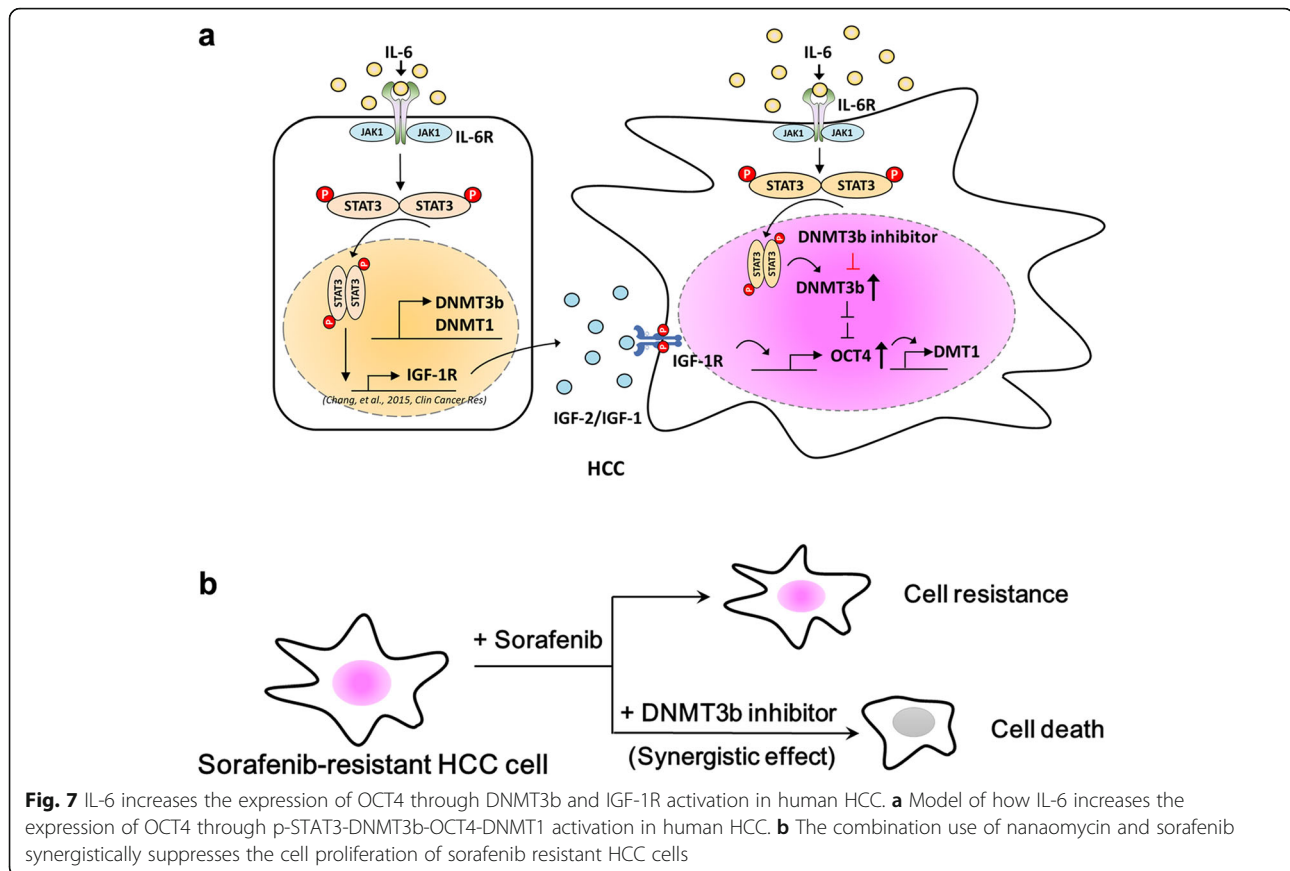 a
IL-6
JAK1
JAK1
IL-6R
P
P
STAT3
STAT3
P
STAT3
STAT3
P
DNMT3b
DNMT1
IGF-1R
(Chang, et al., 2015, Clin Cancer Res)
IL-6
IL-6R
JAK1
JAK1
P
P
STAT3
STAT3
DNMT3b inhibitor
P
STAT3
STAT3
P
DNMT3b
P
P
IGF-1R
OCT4
DMT1
IGF-2/IGF-1
HCC
b
+ Sorafenib
Cell resistance
+ DNMT3b inhibitor
(Synergistic effect)
Cell death
Sorafenib-resistant HCC cell
Fig. 7 IL-6 increases the expression of OCT4 through DNMT3b and IGF-1R activation in human HCC. a Model of how IL-6 increases the
expression of OCT4 through p-STAT3-DNMT3b-OCT4-DNMT1 activation in human HCC. b The combination use of nanaomycin and sorafenib
synergistically suppresses the cell proliferation of sorafenib resistant HCC cells